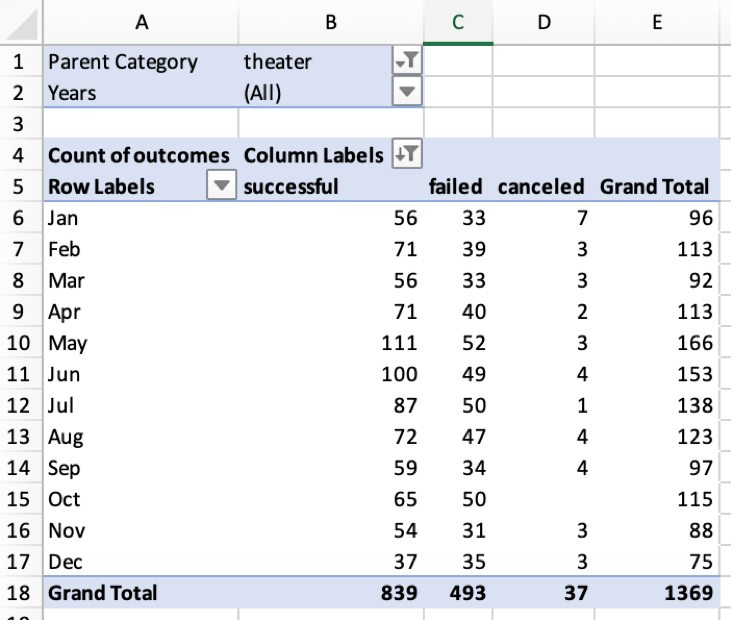 A B C D E
1 Parent Category theater
2 Years (All)
3
4 Count of outcomes Column Labels
5 Row Labels successful failed canceled Grand Total
6 Jan 56 33 7 96
7 Feb 71 39 3 113
8 Mar 56 33 3 92
9 Apr 71 40 2 113
10 May 111 52 3 166
11 Jun 100 49 4 153
12 Jul 87 50 1 138
13 Aug 72 47 4 123
14 Sep 59 34 4 97
15 Oct 65 50 115
16 Nov 54 31 3 88
17 Dec 37 35 3 75
18 Grand Total 839 493 37 1369